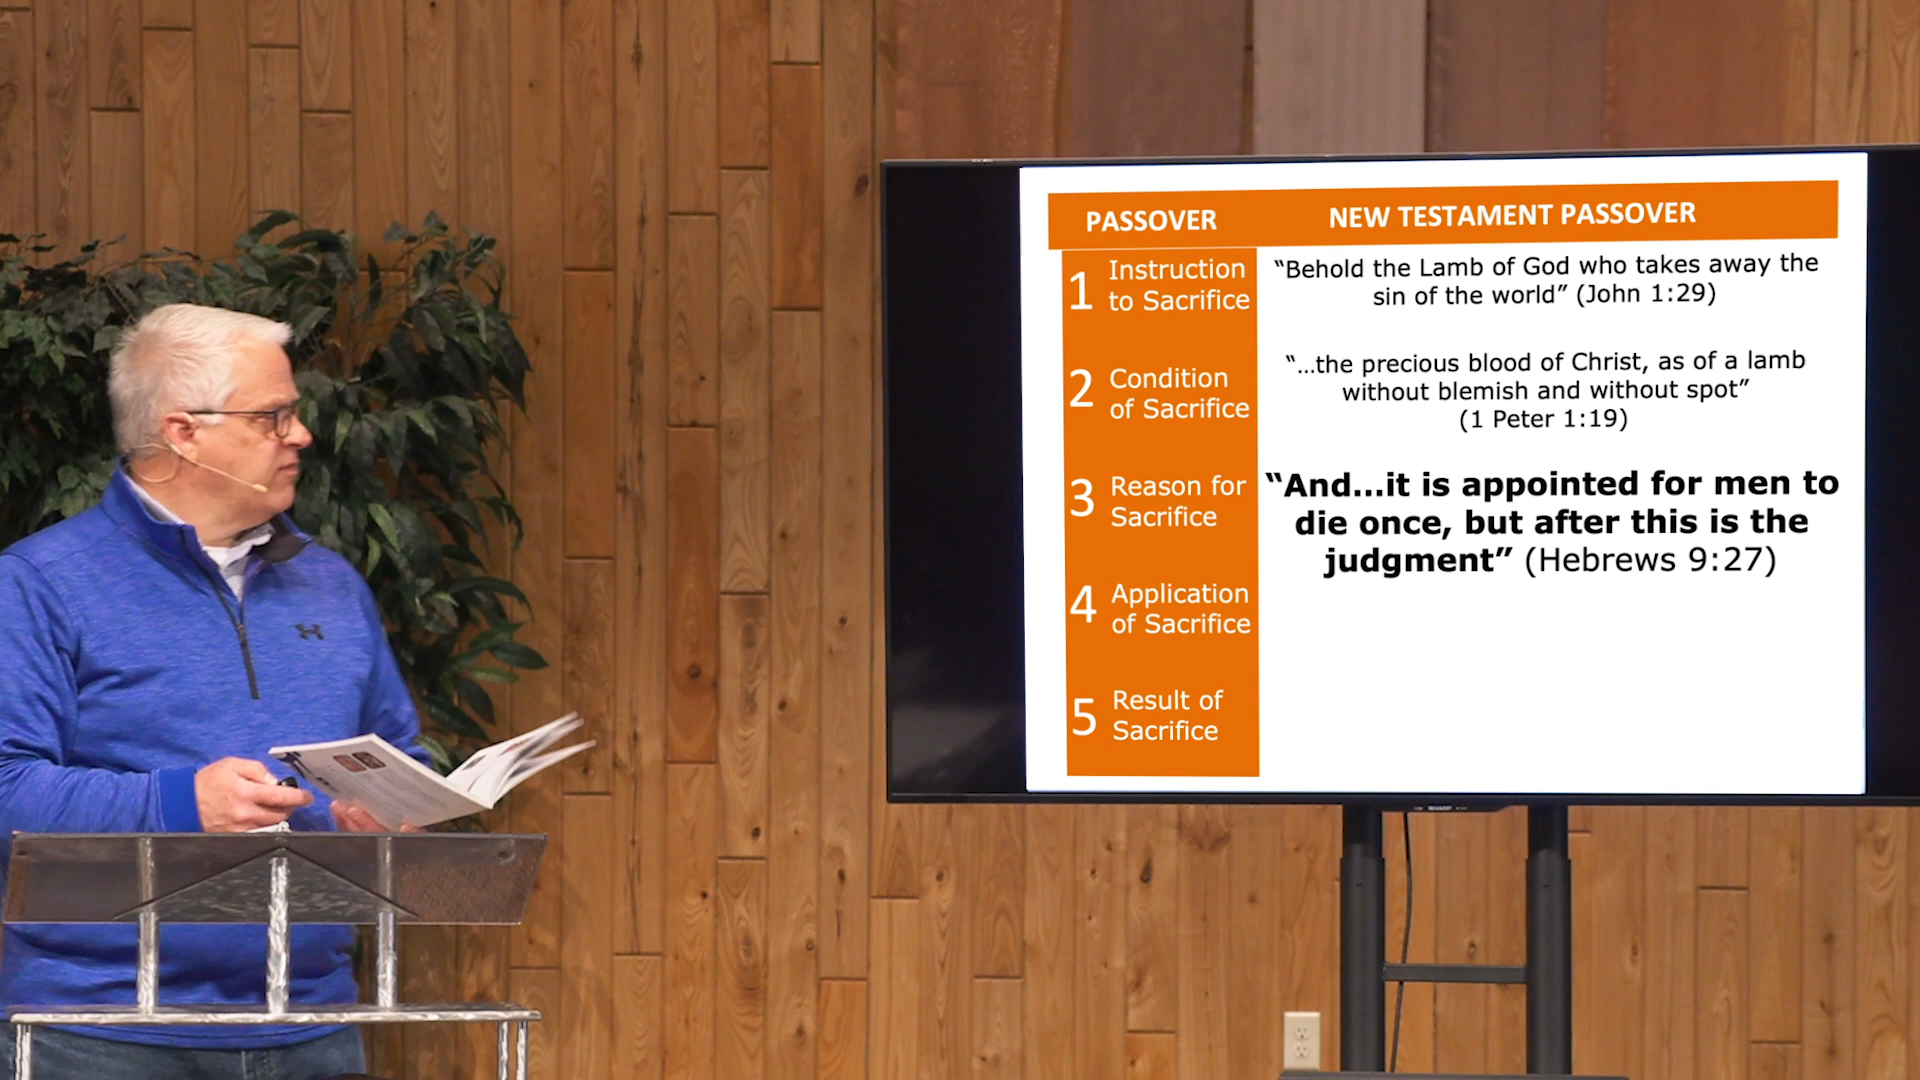 PASSOVER
NEW TESTAMENT PASSOVER
1 Instruction
to Sacrifice
“Behold the Lamb of God who takes away the
sin of the world” (John 1:29)
2 Condition
of Sacrifice
“...the precious blood of Christ, as of a lamb
without blemish and without spot”
(1 Peter 1:19)
3 Reason for
Sacrifice
“And...it is appointed for men to
die once, but after this is the
judgment” (Hebrews 9:27)
4 Application
of Sacrifice
5 Result of
Sacrifice